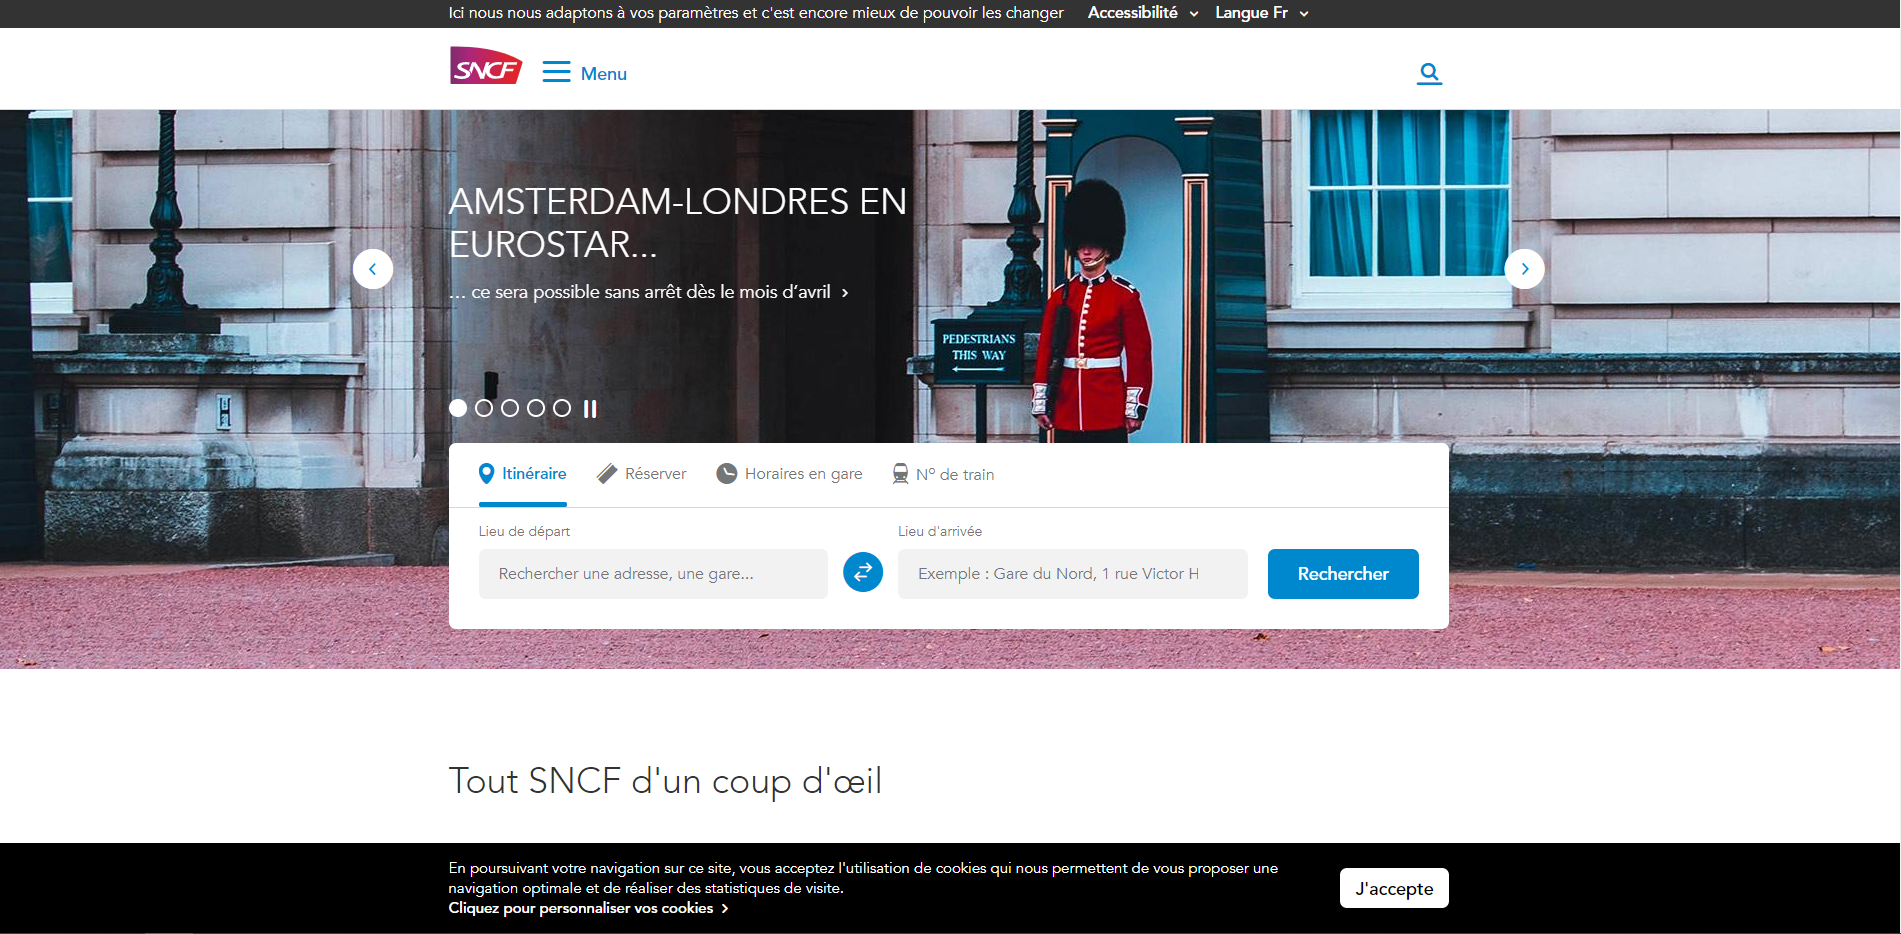 Ici nous nous adaptons à vos paramètres et c'est encore mieux de pouvoir les changer
Accessibilité
Langue Fr
SNCF
Menu
AMSTERDAM-LONDRES EN
EUROSTAR...
... ce sera possible sans arrêt dès le mois d’avril
PEDESTRIANS
THIS WAY
Itinéraire
Réserver
Horaires en gare
N° de train
Lieu de départ
Lieu d'arrivée
Rechercher une adresse, une gare...
Exemple : Gare du Nord, 1 rue Victor H
Rechercher
Tout SNCF d'un coup d'œil
En poursuivant votre navigation sur ce site, vous acceptez l'utilisation de cookies qui nous permettent de vous proposer une
navigation optimale et de réaliser des statistiques de visite.
Cliquez pour personnaliser vos cookies
J'accepte